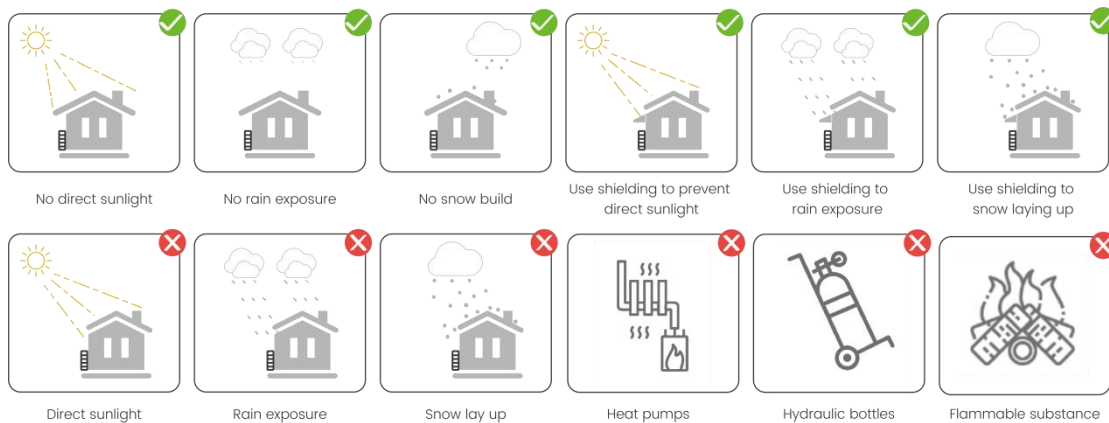 No direct sunlight
No rain exposure
No snow build
Use shielding to prevent
direct sunlight
Use shielding to
rain exposure
Use shielding to
snow laying up
Direct sunlight
Rain exposure
Snow lay up
Heat pumps
Hydraulic bottles
Flammable substance